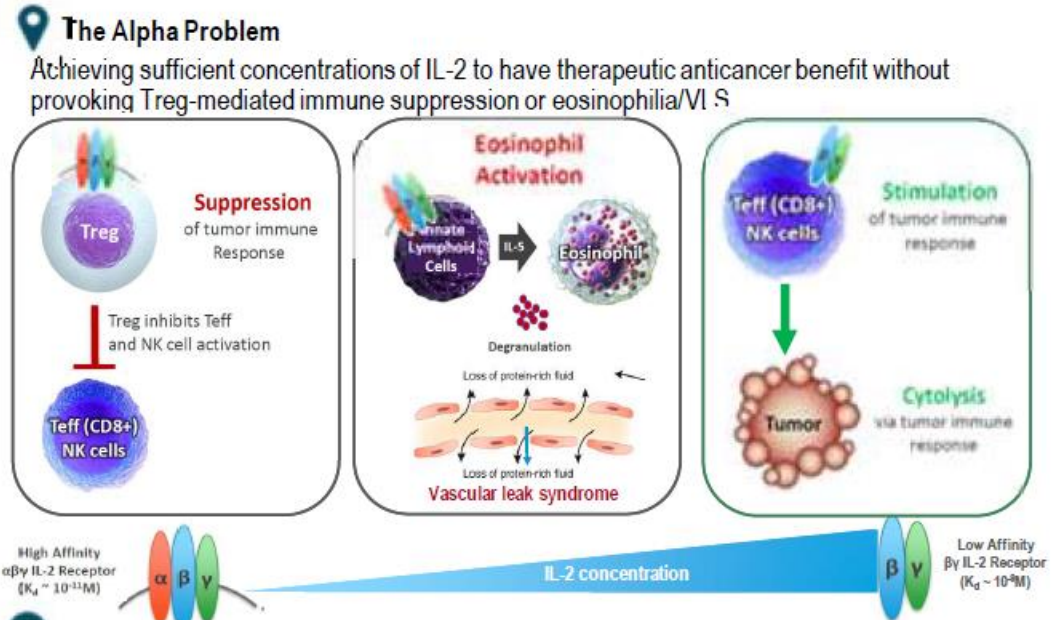 The Alpha Problem
Achieving sufficient concentrations of IL-2 to have therapeutic anticancer benefit without
provoking Treg-mediated immune suppression or eosinophilia/VLS
Treg
Suppression
of tumor immune
Response
Treg inhibits Teff
and NK cell activation
Teff (CD8+)
NK cells
Eosinophil
Activation
Innate
Lymphoid
Cells
IL-5
Eosinophil
Degranulation
Loss of protein-rich fluid
Loss of protein-rich fluid
Vascular leak syndrome
Teff (CD8+)
NK cells
Stimulation
of tumor immune
response
Tumor
Cytolysis
via tumor immune
response
High Affinity
αβγ IL-2 Receptor
(Kd ~ 10⁻¹¹M)
α β γ
IL-2 concentration
β γ
Low Affinity
βγ IL-2 Receptor
(Kd ~ 10⁻⁸M)